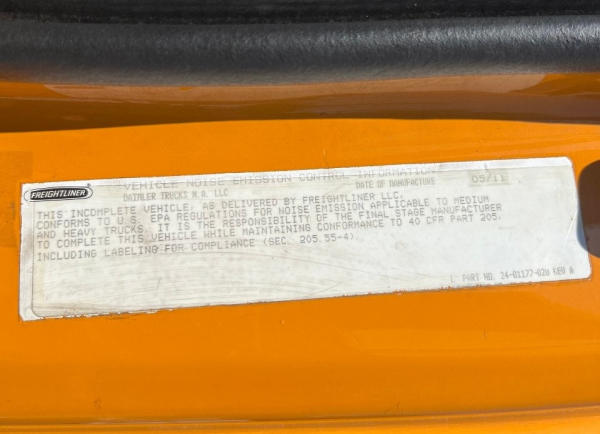 VEHICLE NOISE EMISSION CONTROL INFORMATION
FREIGHTLINER
DAIMLER TRUCKS N.A. LLC
DATE OF MANUFACTURE 05/11
THIS INCOMPLETE VEHICLE, AS DELIVERED BY FREIGHTLINER LLC.
CONFORMS TO U.S. EPA REGULATIONS FOR NOISE EMISSION APPLICABLE TO MEDIUM
AND HEAVY TRUCKS. IT IS THE RESPONSIBILITY OF THE FINAL STAGE MANUFACTURER
TO COMPLETE THIS VEHICLE WHILE MAINTAINING CONFORMANCE TO 40 CFR PART 205.
INCLUDING LABELING FOR COMPLIANCE (SEC. 205.55-4).
PART NO. 24-01177-020 REV A